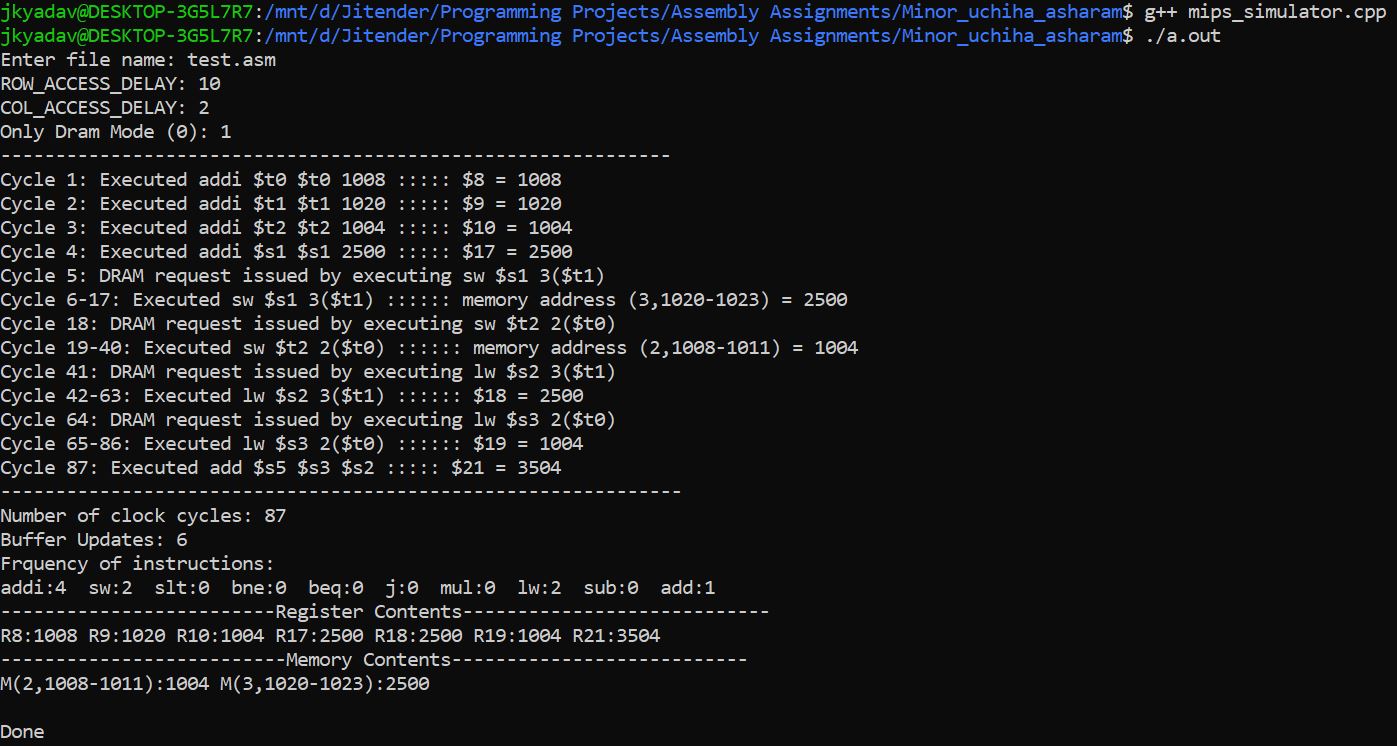 jkyadav@DESKTOP-3G5L7R7:/mnt/d/Jitender/Programming Projects/Assembly Assignments/Minor_uchiha_asharam$ g++ mips_simulator.cpp
jkyadav@DESKTOP-3G5L7R7:/mnt/d/Jitender/Programming Projects/Assembly Assignments/Minor_uchiha_asharam$ ./a.out
Enter file name: test.asm
ROW_ACCESS_DELAY: 10
COL_ACCESS_DELAY: 2
Only Dram Mode (0): 1
-------------------------------------------------------------
Cycle 1: Executed addi $t0 $t0 1008 ::::: $8 = 1008
Cycle 2: Executed addi $t1 $t1 1020 ::::: $9 = 1020
Cycle 3: Executed addi $t2 $t2 1004 ::::: $10 = 1004
Cycle 4: Executed addi $s1 $s1 2500 ::::: $17 = 2500
Cycle 5: DRAM request issued by executing sw $s1 3($t1)
Cycle 6-17: Executed sw $s1 3($t1) :::::: memory address (3,1020-1023) = 2500
Cycle 18: DRAM request issued by executing sw $t2 2($t0)
Cycle 19-40: Executed sw $t2 2($t0) :::::: memory address (2,1008-1011) = 1004
Cycle 41: DRAM request issued by executing lw $s2 3($t1)
Cycle 42-63: Executed lw $s2 3($t1) :::::: $18 = 2500
Cycle 64: DRAM request issued by executing lw $s3 2($t0)
Cycle 65-86: Executed lw $s3 2($t0) :::::: $19 = 1004
Cycle 87: Executed add $s5 $s3 $s2 ::::: $21 = 3504
--------------------------------------------------------------
Number of clock cycles: 87
Buffer Updates: 6
Frquency of instructions:
addi:4  sw:2  slt:0  bne:0  beq:0  j:0  mul:0  lw:2  sub:0  add:1
-------------------------Register Contents----------------------------
R8:1008 R9:1020 R10:1004 R17:2500 R18:2500 R19:1004 R21:3504
--------------------------Memory Contents---------------------------
M(2,1008-1011):1004 M(3,1020-1023):2500
Done